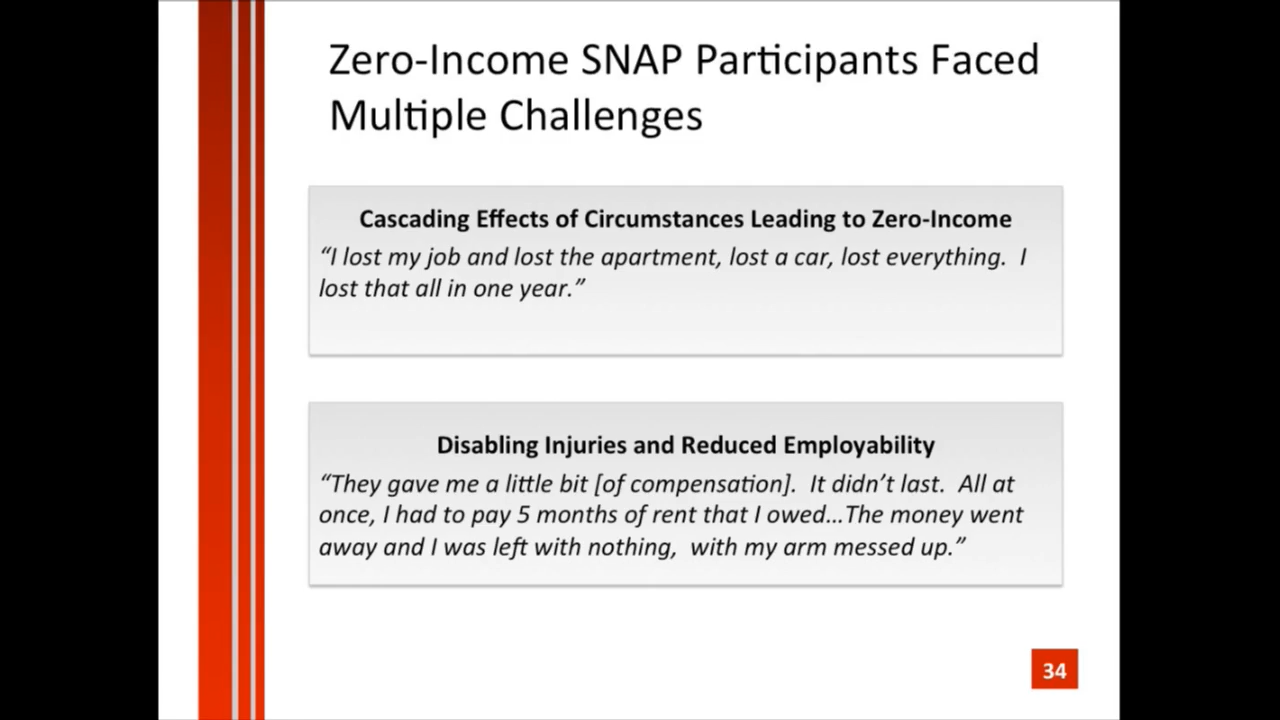 Zero-Income SNAP Participants Faced
Multiple Challenges
Cascading Effects of Circumstances Leading to Zero-Income
“I lost my job and lost the apartment, lost a car, lost everything.  I
lost that all in one year.”
Disabling Injuries and Reduced Employability
“They gave me a little bit [of compensation].  It didn’t last.  All at
once, I had to pay 5 months of rent that I owed…The money went
away and I was left with nothing,  with my arm messed up.”
34